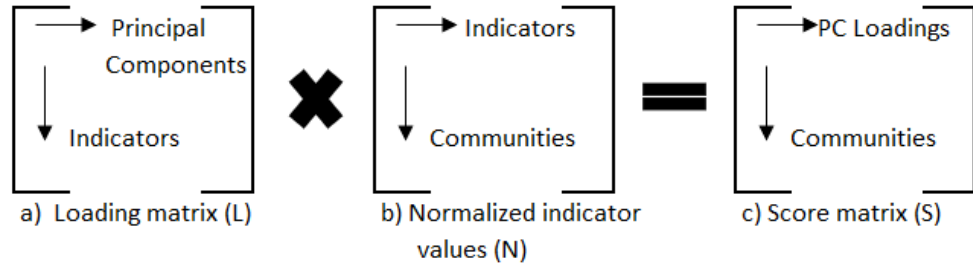 Principal
Components
Indicators
a) Loading matrix (L)
Indicators
Communities
b) Normalized indicator
values (N)
PC Loadings
Communities
c) Score matrix (S)